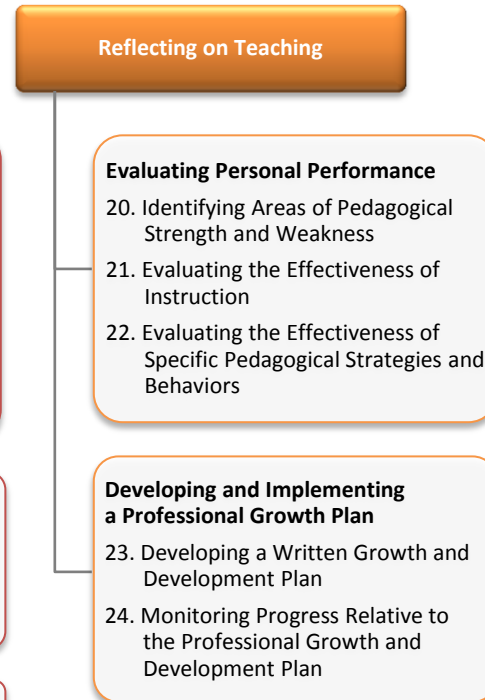 Reflecting on Teaching
Evaluating Personal Performance
20. Identifying Areas of Pedagogical
Strength and Weakness
21. Evaluating the Effectiveness of
Instruction
22. Evaluating the Effectiveness of
Specific Pedagogical Strategies and
Behaviors
Developing and Implementing
a Professional Growth Plan
23. Developing a Written Growth and
Development Plan
24. Monitoring Progress Relative to
the Professional Growth and
Development Plan